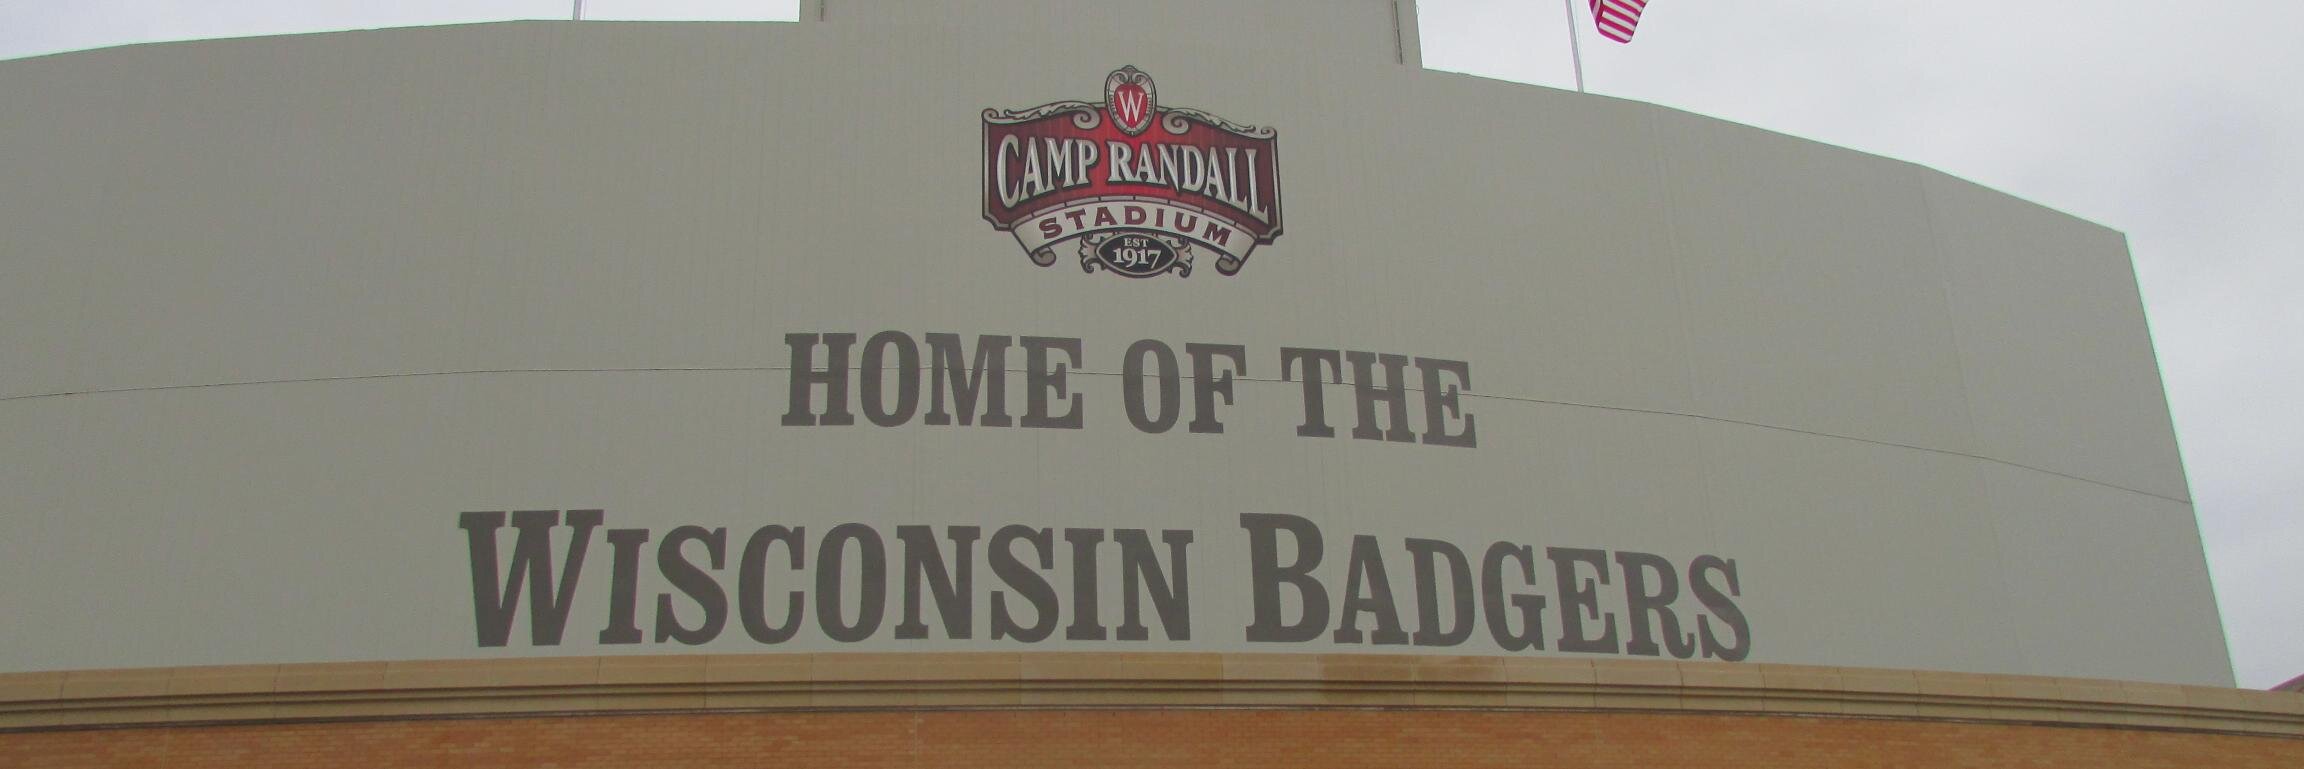 W
CAMP RANDALL
STADIUM
EST
1917
HOME OF THE
WISCONSIN BADGERS